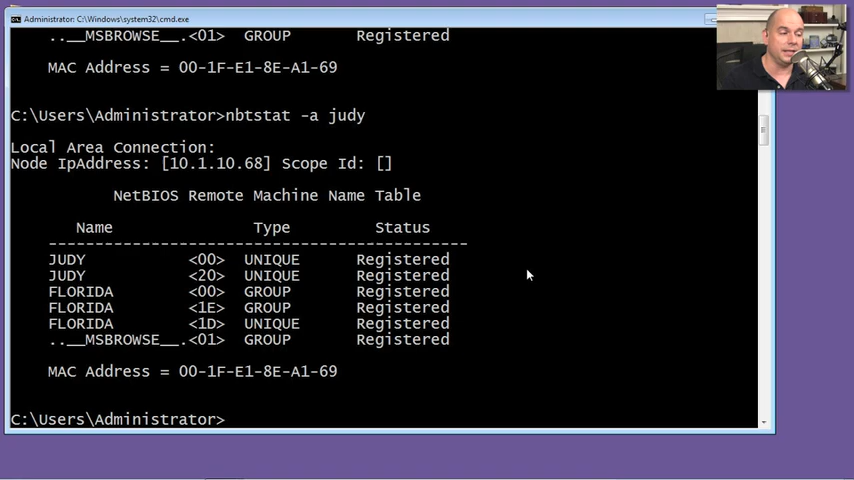 Administrator: C:\Windows\system32\cmd.exe
..__MSBROWSE__.<01> GROUP Registered
MAC Address = 00-1F-E1-8E-A1-69
C:\Users\Administrator>nbtstat -a judy
Local Area Connection:
Node IpAddress: [10.1.10.68] Scope Id: []
NetBIOS Remote Machine Name Table
Name Type Status
---------------------------------------------
JUDY <00> UNIQUE Registered
JUDY <20> UNIQUE Registered
FLORIDA <00> GROUP Registered
FLORIDA <1E> GROUP Registered
FLORIDA <1D> UNIQUE Registered
..__MSBROWSE__.<01> GROUP Registered
MAC Address = 00-1F-E1-8E-A1-69
C:\Users\Administrator>